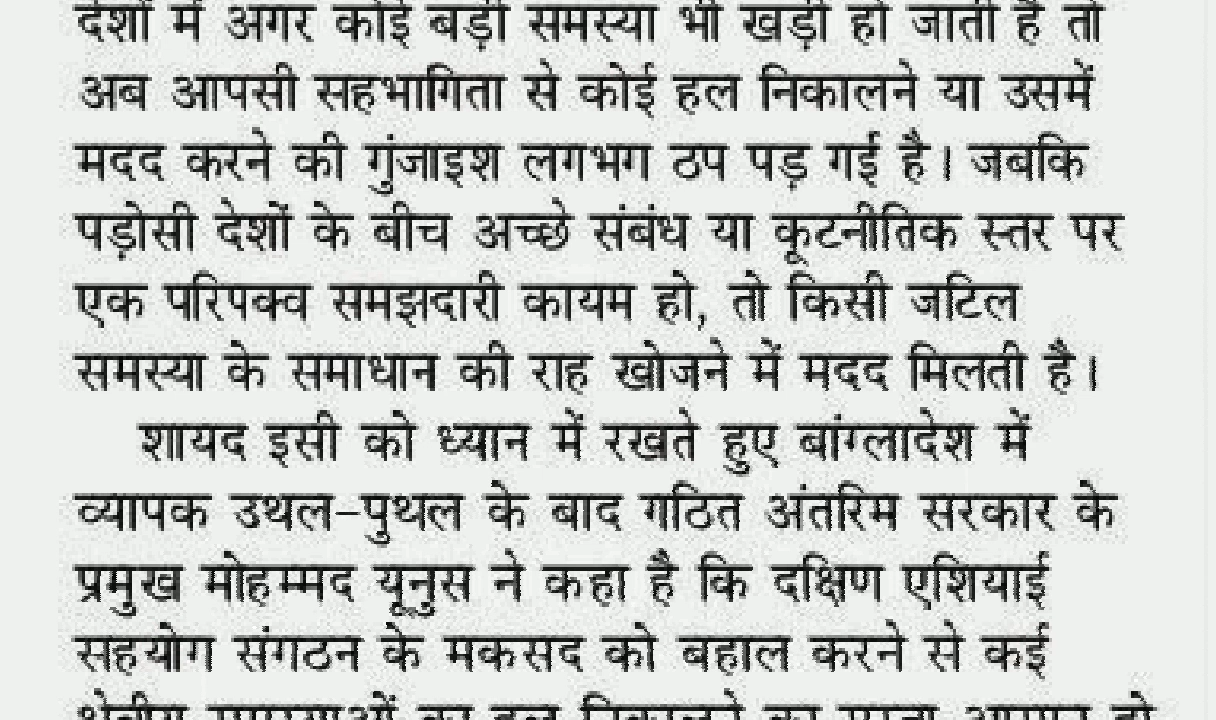 देशों में अगर कोई बड़ी समस्या भी खड़ी हो जाती है तो
अब आपसी सहभागिता से कोई हल निकालने या उसमें
मदद करने की गुंजाइश लगभग ठप पड़ गई है। जबकि
पड़ोसी देशों के बीच अच्छे संबंध या कूटनीतिक स्तर पर
एक परिपक्व समझदारी कायम हो, तो किसी जटिल
समस्या के समाधान की राह खोजने में मदद मिलती है।
शायद इसी को ध्यान में रखते हुए बांग्लादेश में
व्यापक उथल-पुथल के बाद गठित अंतरिम सरकार के
प्रमुख मोहम्मद यूनुस ने कहा है कि दक्षिण एशियाई
सहयोग संगठन के मकसद को बहाल करने से कई
का हल निकालने का